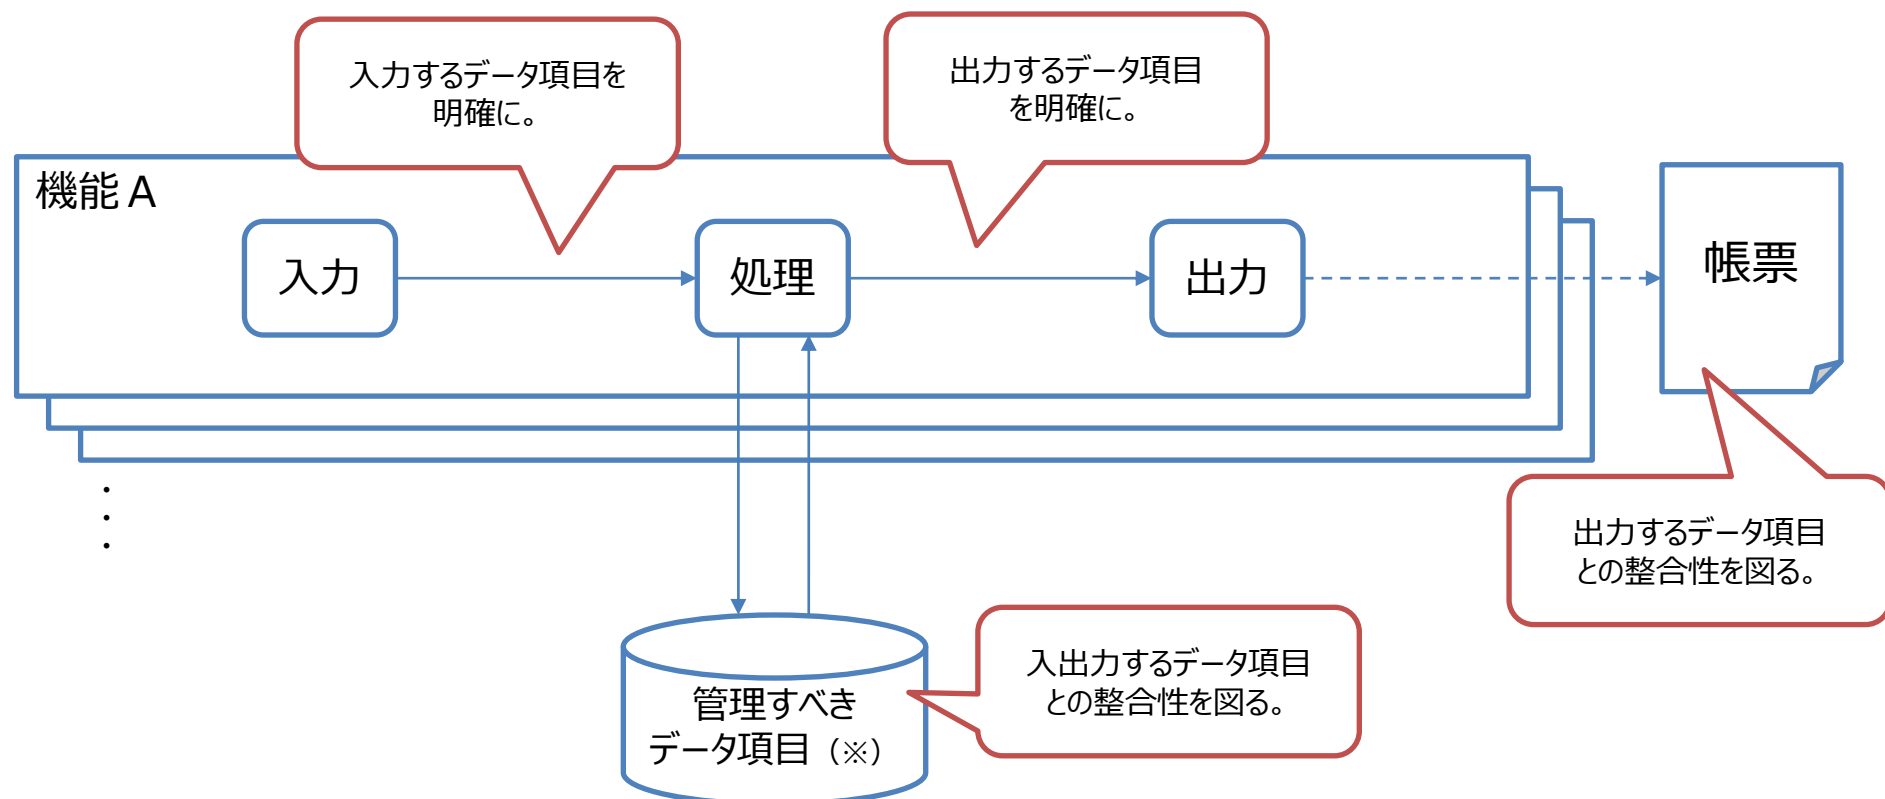 入力するデータ項目を
明確に。
出力するデータ項目
を明確に。
機能A
入力
処理
出力
帳票
・
・
・
出力するデータ項目
との整合性を図る。
入出力するデータ項目
との整合性を図る。
管理すべき
データ項目（※）